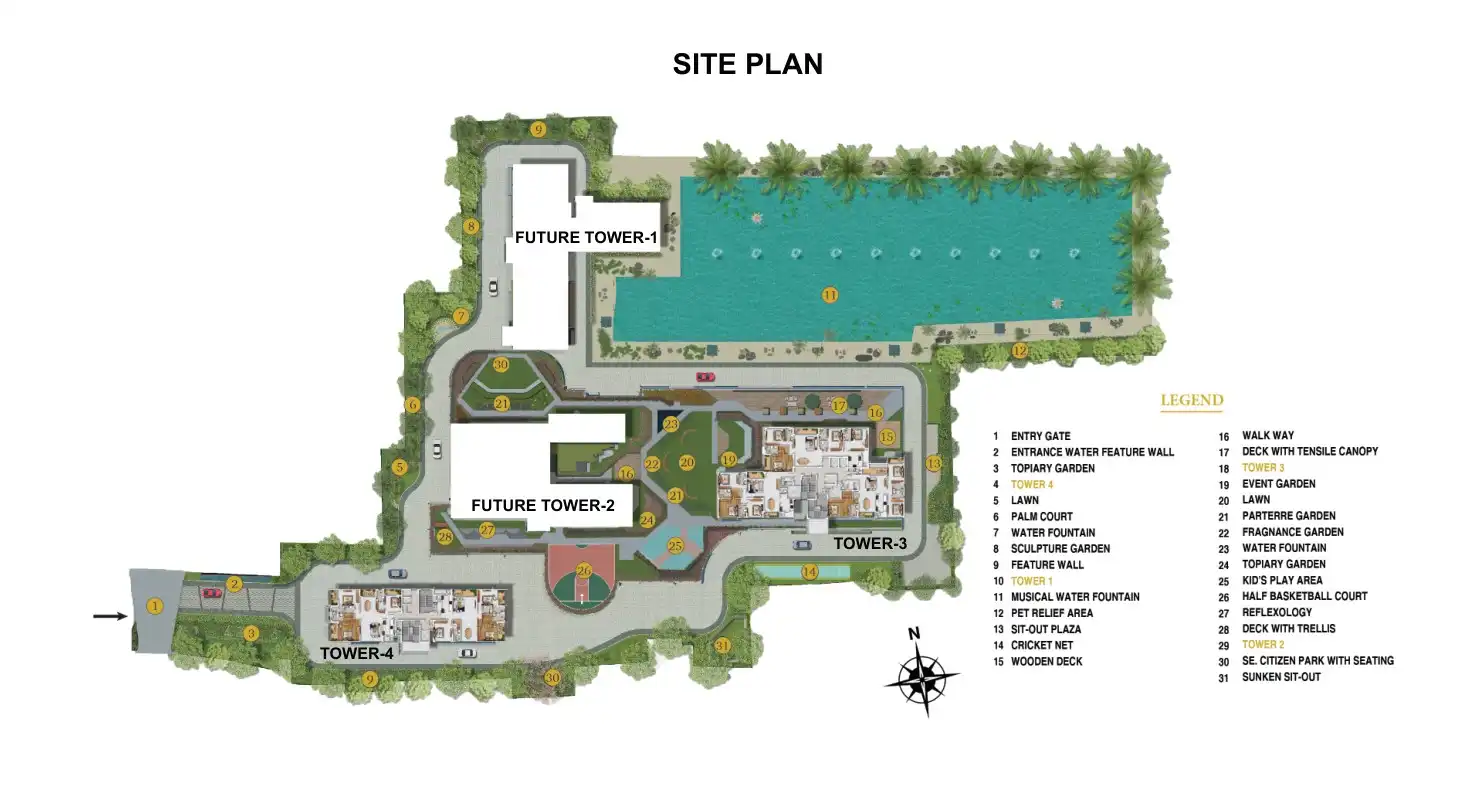 SITE PLAN
9
8
FUTURE TOWER-1
11
7
12
30
21
6
17
16
23
15
20
22
19
13
5
16
21
FUTURE TOWER-2
24
27
28
25
TOWER-3
26
14
2
1
3
31
TOWER-4
9
30
N
LEGEND
1 ENTRY GATE
2 ENTRANCE WATER FEATURE WALL
3 TOPIARY GARDEN
4 TOWER 4
5 LAWN
6 PALM COURT
7 WATER FOUNTAIN
8 SCULPTURE GARDEN
9 FEATURE WALL
10 TOWER 1
11 MUSICAL WATER FOUNTAIN
12 PET RELIEF AREA
13 SIT-OUT PLAZA
14 CRICKET NET
15 WOODEN DECK
16 WALK WAY
17 DECK WITH TENSILE CANOPY
18 TOWER 3
19 EVENT GARDEN
20 LAWN
21 PARTERRE GARDEN
22 FRAGNANCE GARDEN
23 WATER FOUNTAIN
24 TOPIARY GARDEN
25 KID'S PLAY AREA
26 HALF BASKETBALL COURT
27 REFLEXOLOGY
28 DECK WITH TRELLIS
29 TOWER 2
30 SE. CITIZEN PARK WITH SEATING
31 SUNKEN SIT-OUT